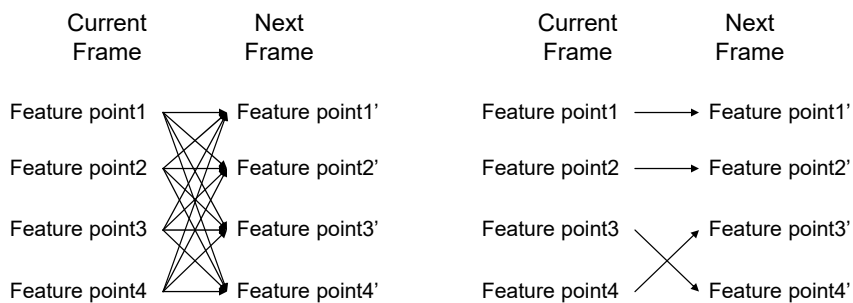 Current Frame
Next Frame
Feature point1
Feature point1’
Feature point2
Feature point2’
Feature point3
Feature point3’
Feature point4
Feature point4’
Current Frame
Next Frame
Feature point1
Feature point1’
Feature point2
Feature point2’
Feature point3
Feature point3’
Feature point4
Feature point4’